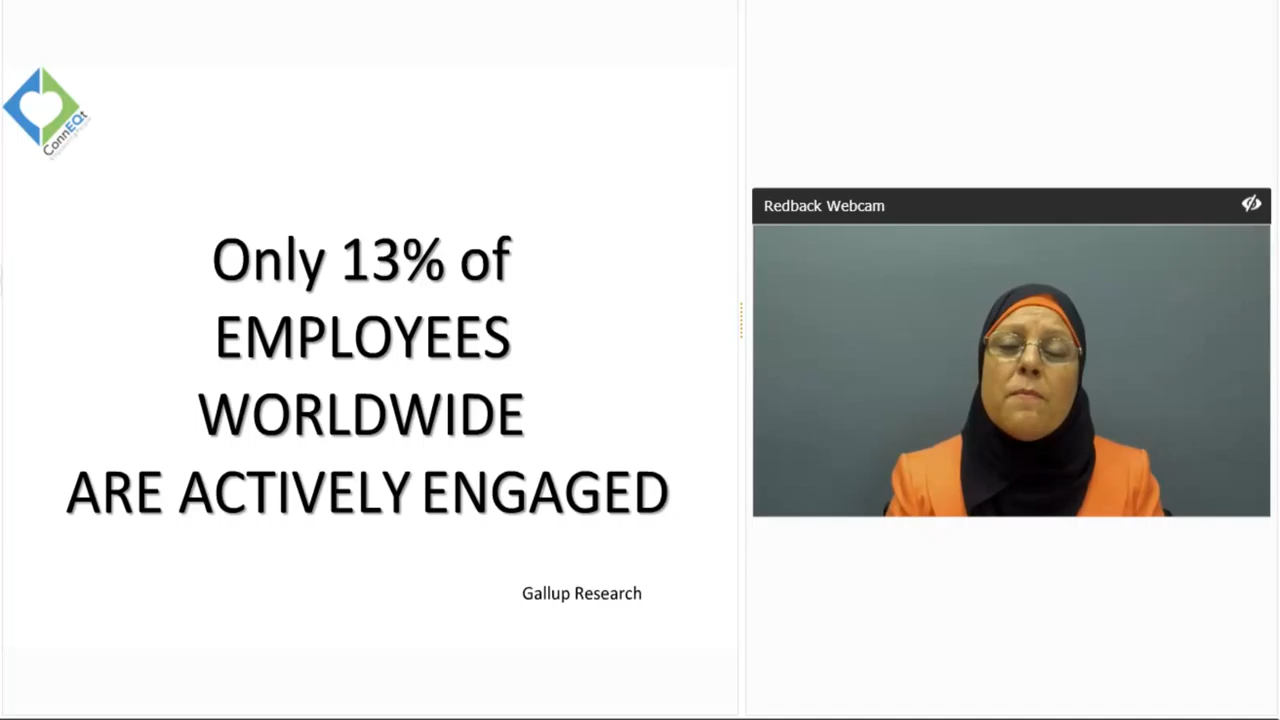 ConnEQt
Only 13% of
EMPLOYEES
WORLDWIDE
ARE ACTIVELY ENGAGED
Gallup Research
Redback Webcam